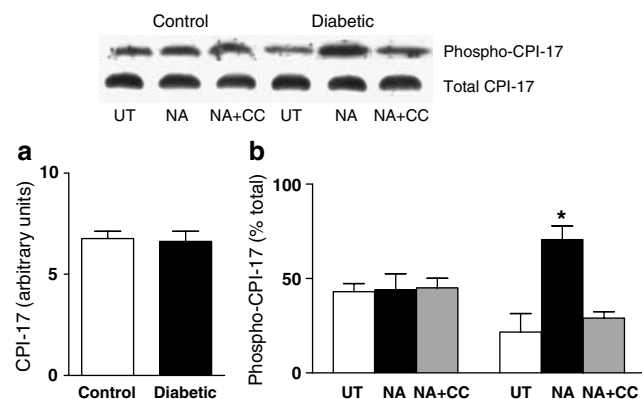 Control Diabetic
Phospho-CPI-17
Total CPI-17
UT NA NA+CC UT NA NA+CC
a
10
5
0
CPI-17 (arbitrary units)
Control Diabetic
b
100
50
0
Phospho-CPI-17 (% total)
*
UT NA NA+CC UT NA NA+CC